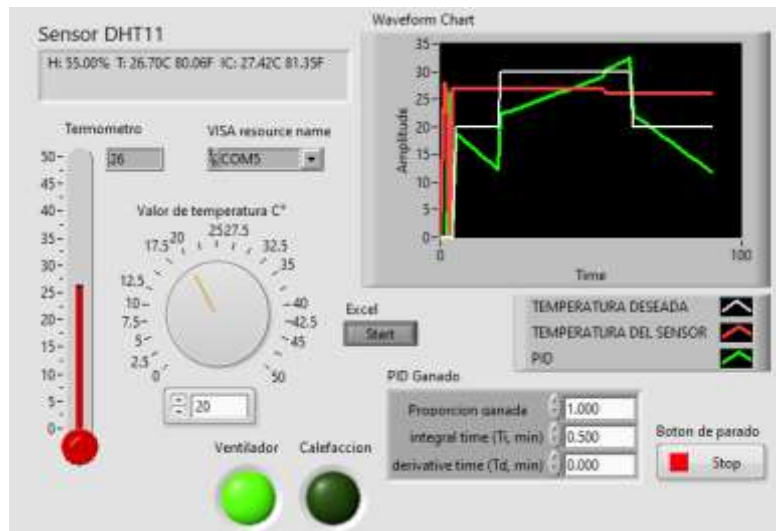 Sensor DHT11
H: 55.00% T: 26.70C 80.06F IC: 27.42C 81.35F
Termometro
26
50
45
40
35
30
25
20
15
10
5
0
VISA resource name
COM5
Valor de temperatura C°
0
2.5
5
7.5
10
12.5
17.5
20
25
27.5
32.5
35
40
42.5
45
50
20
Ventilador
Calefaccion
Excel
Start
Waveform Chart
Amplitude
35
30
25
20
15
10
5
0
0
100
Time
TEMPERATURA DESEADA
TEMPERATURA DEL SENSOR
PID
PID Ganado
Proporcion ganada 1.000
integral time (Ti, min) 0.500
derivative time (Td, min) 0.000
Boton de parado
Stop